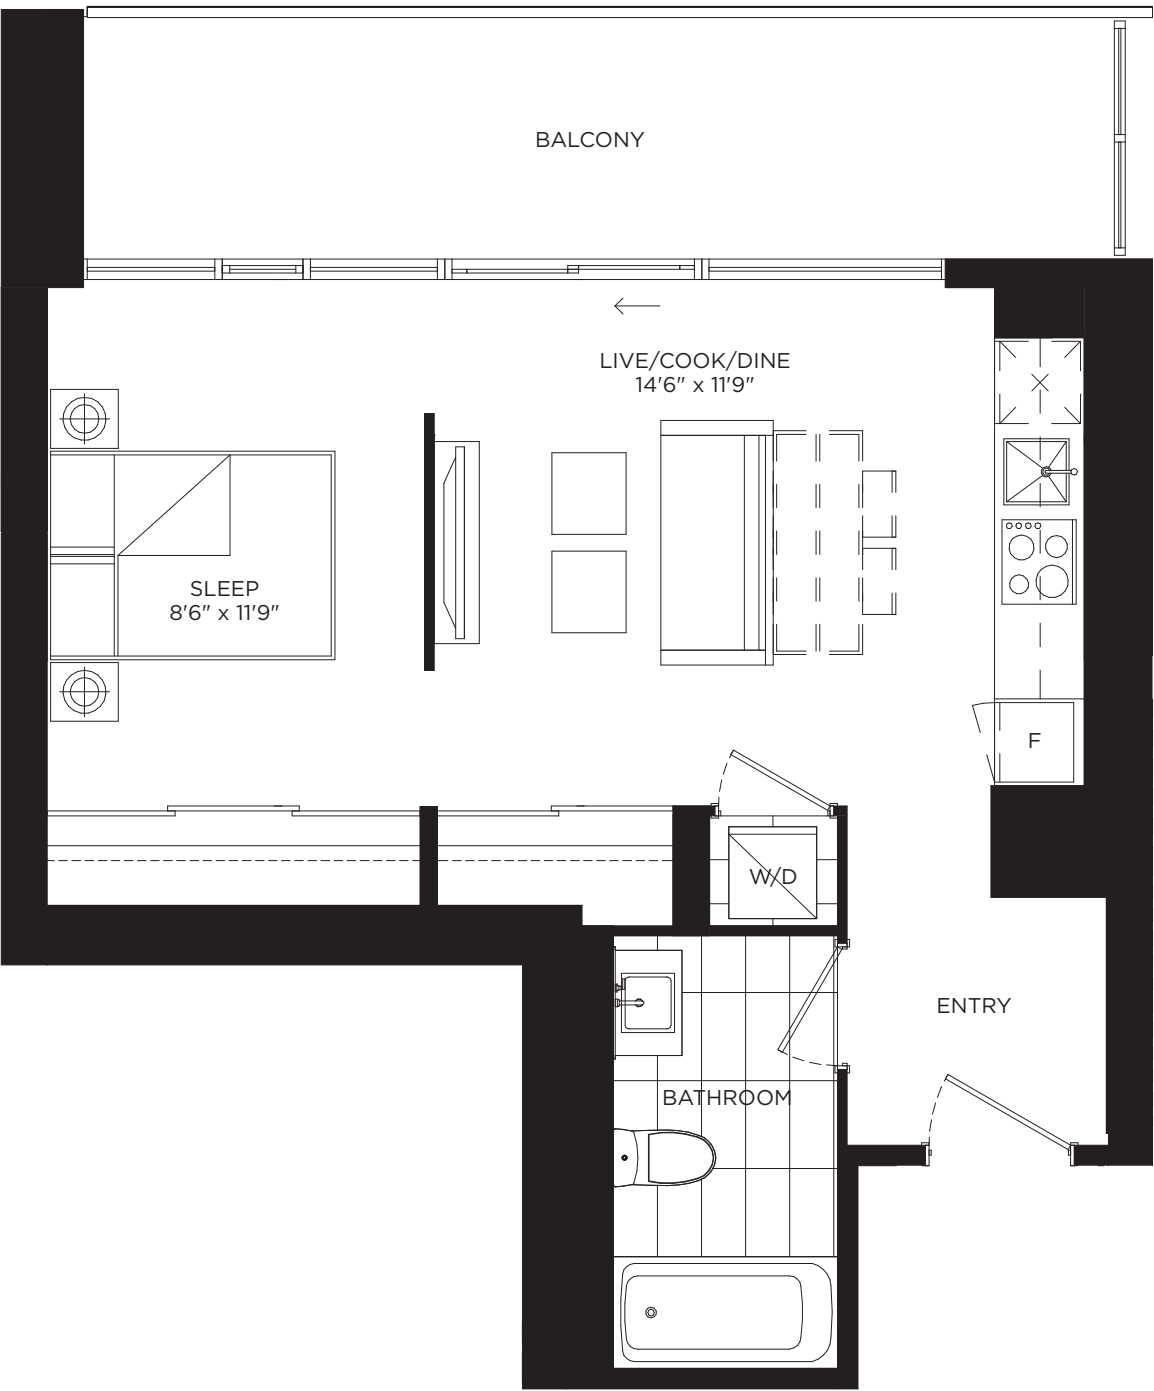 BALCONY
LIVE/COOK/DINE
14'6" x 11'9"
SLEEP
8'6" x 11'9"
F
W/D
ENTRY
BATHROOM